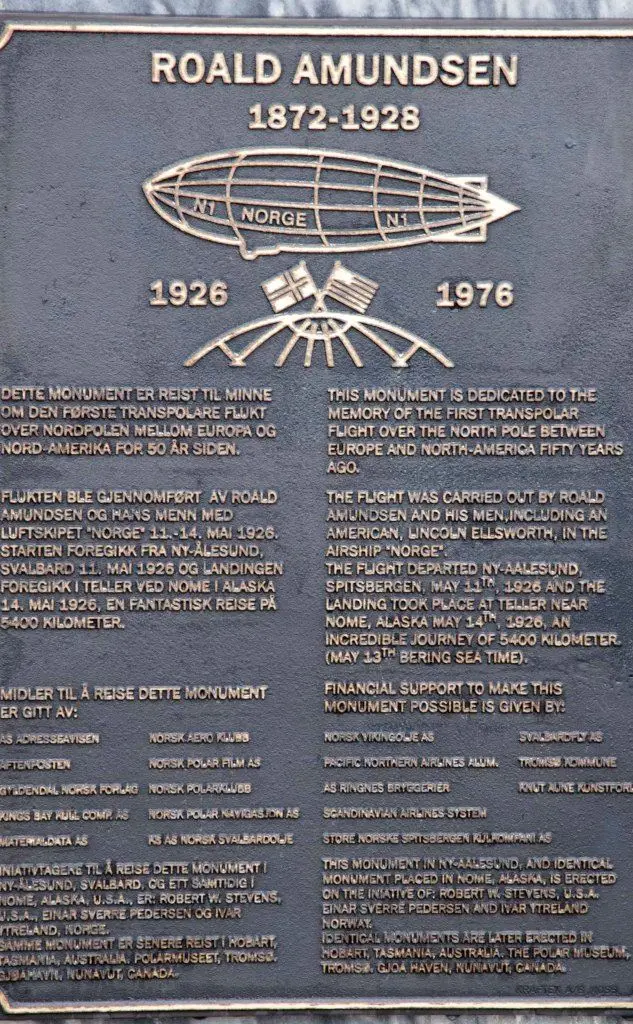 ROALD AMUNDSEN
1872-1928
N1 NORGE N1
1926 1976
DETTE MONUMENT ER REIST TIL MINNE
OM DEN FØRSTE TRANSPOLARE FLUKT
OVER NORDPOLEN MELLOM EUROPA OG
NORD-AMERIKA FOR 50 ÅR SIDEN.
FLUKTEN BLE GJENNOMFØRT AV ROALD
AMUNDSEN OG HANS MENN MED
LUFTSKIPET "NORGE" 11.-14. MAI 1926.
STARTEN FOREGIKK FRA NY-ÅLESUND,
SVALBARD 11. MAI 1926 OG LANDINGEN
FOREGIKK I TELLER VED NOME I ALASKA
14. MAI 1926, EN FANTASTISK REISE PÅ
5400 KILOMETER.
THIS MONUMENT IS DEDICATED TO THE
MEMORY OF THE FIRST TRANSPOLAR
FLIGHT OVER THE NORTH POLE BETWEEN
EUROPE AND NORTH-AMERICA FIFTY YEARS
AGO.
THE FLIGHT WAS CARRIED OUT BY ROALD
AMUNDSEN AND HIS MEN, INCLUDING AN
AMERICAN, LINCOLN ELLSWORTH, IN THE
AIRSHIP "NORGE".
THE FLIGHT DEPARTED NY-AALESUND,
SPITSBERGEN, MAY 11TH, 1926 AND THE
LANDING TOOK PLACE AT TELLER NEAR
NOME, ALASKA MAY 14TH, 1926, AN
INCREDIBLE JOURNEY OF 5400 KILOMETER.
(MAY 13TH BERING SEA TIME).
MIDLER TIL Å REISE DETTE MONUMENT
ER GITT AV:
FINANCIAL SUPPORT TO MAKE THIS
MONUMENT POSSIBLE IS GIVEN BY:
AS ADRESSEAVISEN NORSK AERO KLUBB NORSK VIKINGOLJE AS SVALBARDFLY AS
AFTENPOSTEN NORSK POLAR FILM AS PACIFIC NORTHERN AIRLINES ALUM. TROMSØ KOMMUNE
GYLDENDAL NORSK FORLAG NORSK POLARKLUBB AS RINGNES BRYGGERIER KNUT AUNE KUNSTFORL
KINGS BAY KULL COMP. AS NORSK POLAR NAVIGASJON AS SCANDINAVIAN AIRLINES SYSTEM
MATERIALDATA AS KS AS NORSK SVALBARDOLJE STORE NORSKE SPITSBERGEN KULKOMPANI AS
INIATIVTAGERE TIL Å REISE DETTE MONUMENT I
NY-ÅLESUND, SVALBARD, OG ETT SAMTIDIG I
NOME, ALASKA, U.S.A., ER: ROBERT W. STEVENS,
U.S.A., EINAR SVERRE PEDERSEN OG IVAR
YTRELAND, NORGE.
SAMME MONUMENT ER SENERE REIST I HOBART,
TASMANIA, AUSTRALIA. POLARMUSEET, TROMSØ.
GJØAHAVN, NUNAVUT, CANADA.
THIS MONUMENT IN NY-AALESUND, AND IDENTICAL
MONUMENT PLACED IN NOME, ALASKA, IS ERECTED
ON THE INIATIVE OF: ROBERT W. STEVENS, U.S.A.
EINAR SVERRE PEDERSEN AND IVAR YTRELAND
NORWAY.
IDENTICAL MONUMENTS ARE LATER ERECTED IN
HOBART, TASMANIA, AUSTRALIA. THE POLAR MUSEUM,
TROMSØ. GJOA HAVEN, NUNAVUT, CANADA.